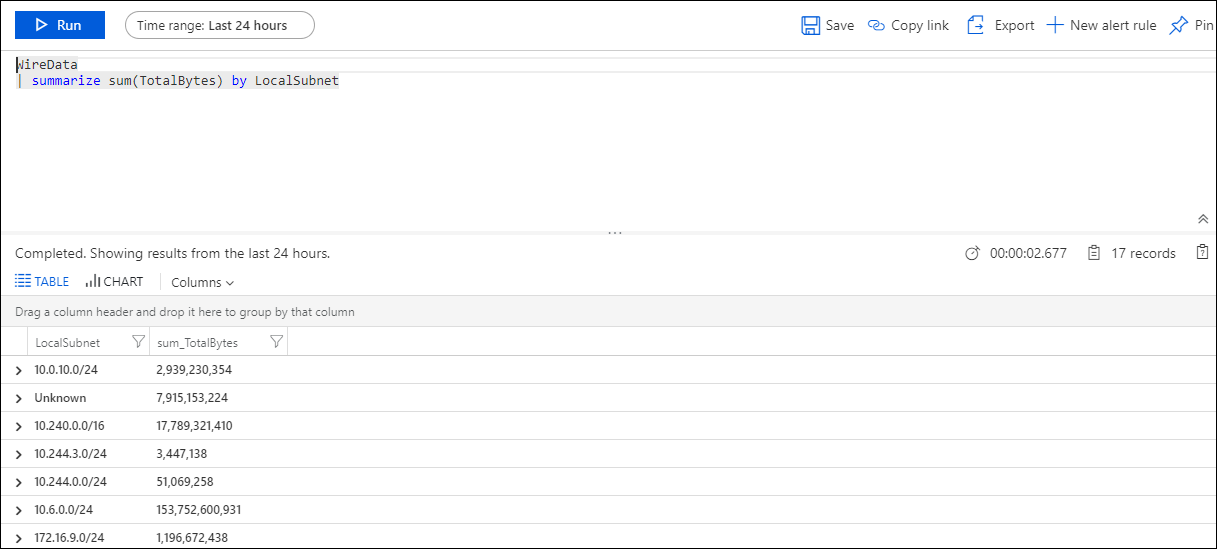 Run Time range: Last 24 hours Save Copy link Export New alert rule Pin
WireData
| summarize sum(TotalBytes) by LocalSubnet
Completed. Showing results from the last 24 hours. 00:00:02.677 17 records
TABLE CHART Columns
Drag a column header and drop it here to group by that column
LocalSubnet sum_TotalBytes
10.0.10.0/24 2,939,230,354
Unknown 7,915,153,224
10.240.0.0/16 17,789,321,410
10.244.3.0/24 3,447,138
10.244.0.0/24 51,069,258
10.6.0.0/24 153,752,600,931
172.16.9.0/24 1,196,672,438